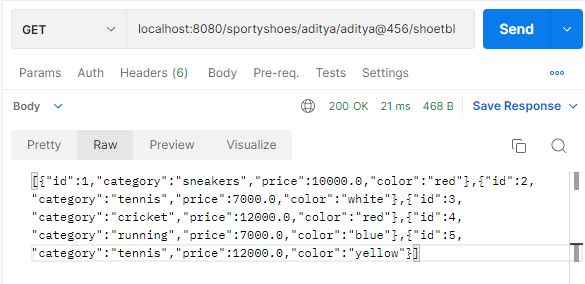 GET localhost:8080/sportyshoes/aditya/aditya@456/shoetbl Send
Params Auth Headers (6) Body Pre-req. Tests Settings
Body 200 OK 21 ms 468 B Save Response
Pretty Raw Preview Visualize
[{"id":1,"category":"sneakers","price":10000.0,"color":"red"},{"id":2,
"category":"tennis","price":7000.0,"color":"white"},{"id":3,
"category":"cricket","price":12000.0,"color":"red"},{"id":4,
"category":"running","price":7000.0,"color":"blue"},{"id":5,
"category":"tennis","price":12000.0,"color":"yellow"}]